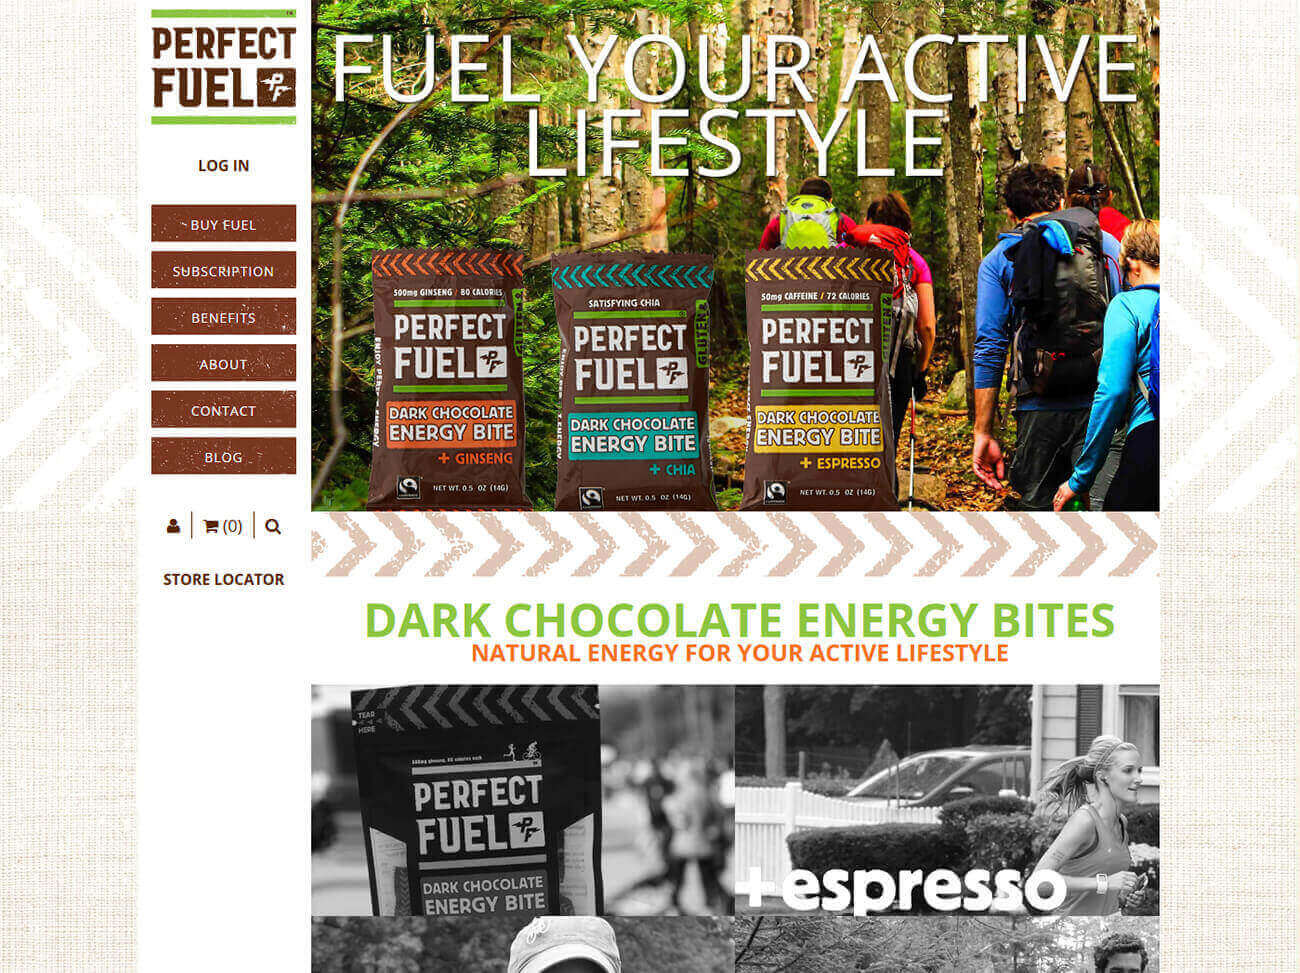 PERFECT
FUEL PF
LOG IN
BUY FUEL
SUBSCRIPTION
BENEFITS
ABOUT
CONTACT
BLOG
(0)
STORE LOCATOR
FUEL YOUR ACTIVE
LIFESTYLE
500mg GINSENG / 80 CALORIES
PERFECT
FUEL PF
DARK CHOCOLATE
ENERGY BITE
+ GINSENG
NET WT. 0.5 OZ (14G)
SATISFYING CHIA
PERFECT
FUEL PF
DARK CHOCOLATE
ENERGY BITE
+ CHIA
NET WT. 0.5 OZ (14G)
50mg CAFFEINE / 72 CALORIES
PERFECT
FUEL PF
DARK CHOCOLATE
ENERGY BITE
+ ESPRESSO
NET WT. 0.5 OZ (14G)
DARK CHOCOLATE ENERGY BITES
NATURAL ENERGY FOR YOUR ACTIVE LIFESTYLE
TEAR
HERE
PERFECT
FUEL PF
DARK CHOCOLATE
ENERGY BITE
+espresso